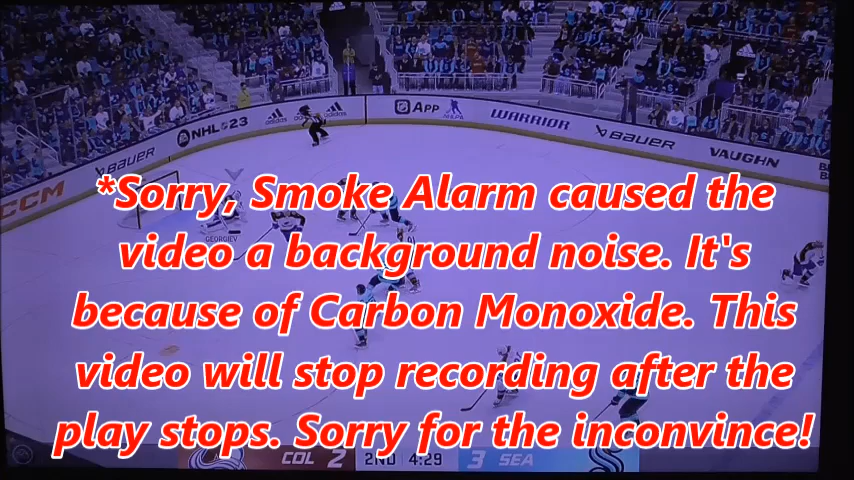 APP
NHLPA
WARRIOR
BAUER
VAUGHN
NHL 23
adidas
adidas
BAUER
CCM
*Sorry, Smoke Alarm caused the
GEORGIEV
video a background noise. It's
because of Carbon Monoxide. This
video will stop recording after the
play stops. Sorry for the inconvince!
COL 2 2ND 4:29 3 SEA